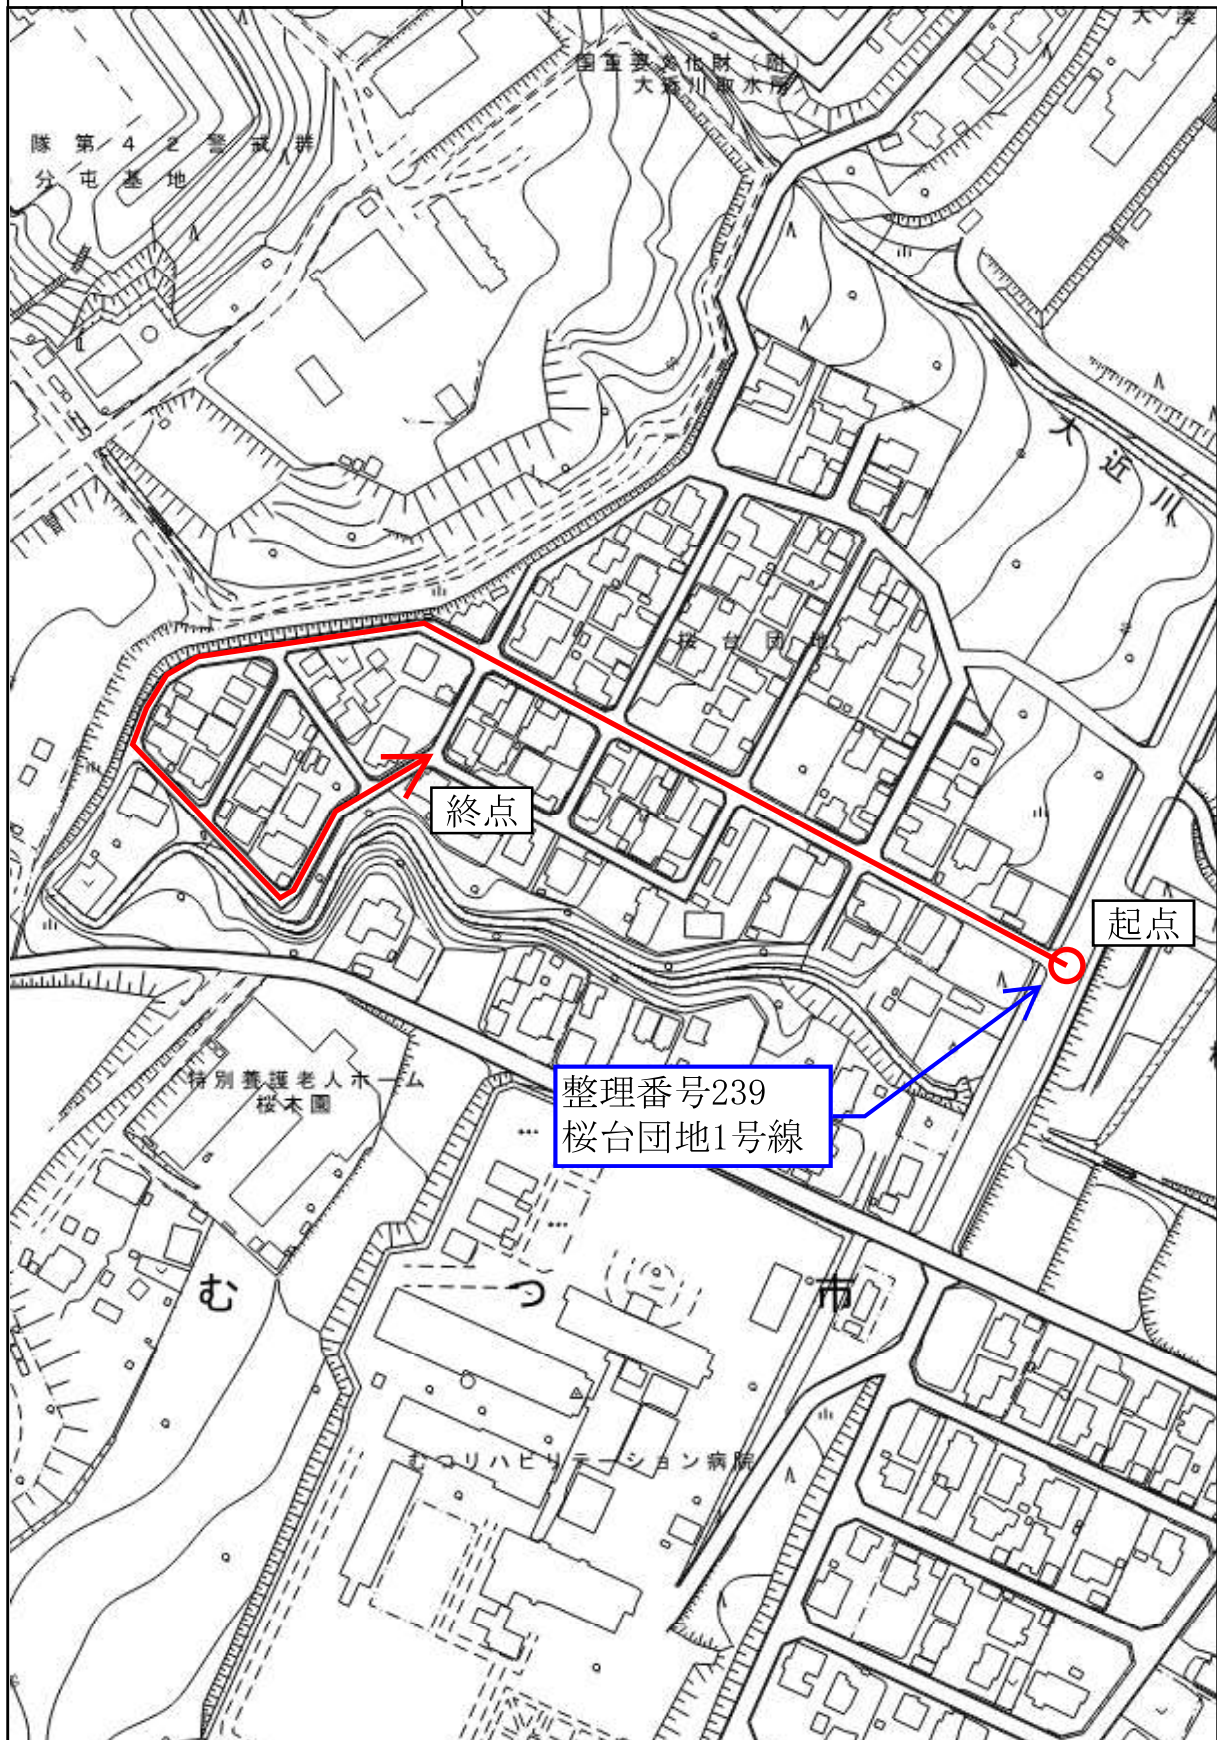 大湊
国重要文化財（附）
大近川取水所
隊第42警戒群
分屯基地
大近川
桜台団地
終点
起点
整理番号239
桜台団地1号線
特別養護老人ホーム
桜木園
むつ市
むつリハビリテーション病院